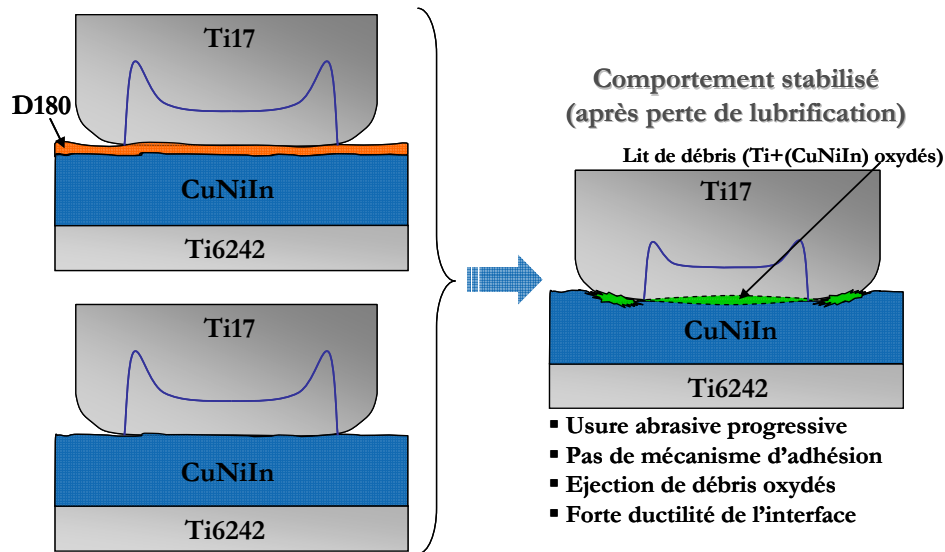 Ti17
D180
CuNiIn
Ti6242
Ti17
CuNiIn
Ti6242
Comportement stabilisé
(après perte de lubrification)
Lit de débris (Ti+(CuNiIn) oxydés)
Ti17
CuNiIn
Ti6242
▪ Usure abrasive progressive
▪ Pas de mécanisme d'adhésion
▪ Ejection de débris oxydés
▪ Forte ductilité de l'interface